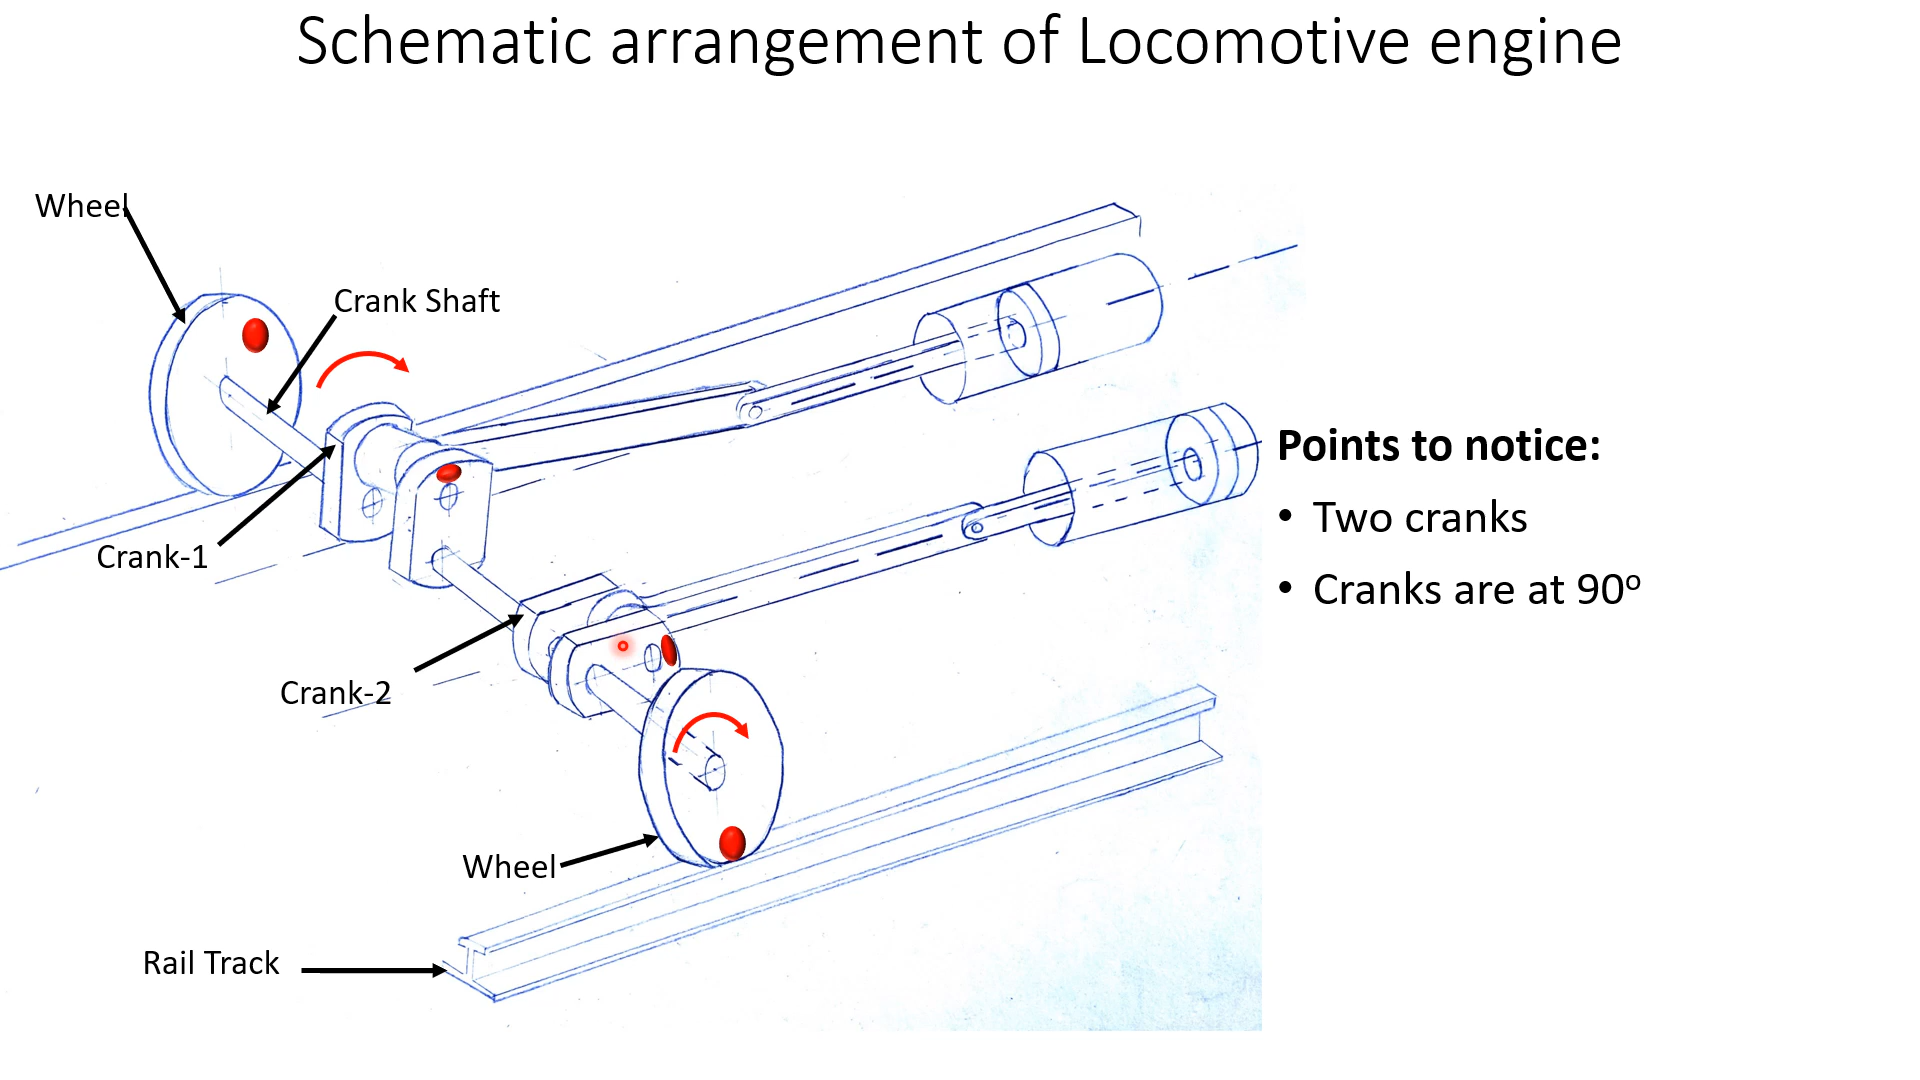 Schematic arrangement of Locomotive engine
Wheel
Crank Shaft
Crank-1
Crank-2
Wheel
Rail Track
Points to notice:
• Two cranks
• Cranks are at 90º